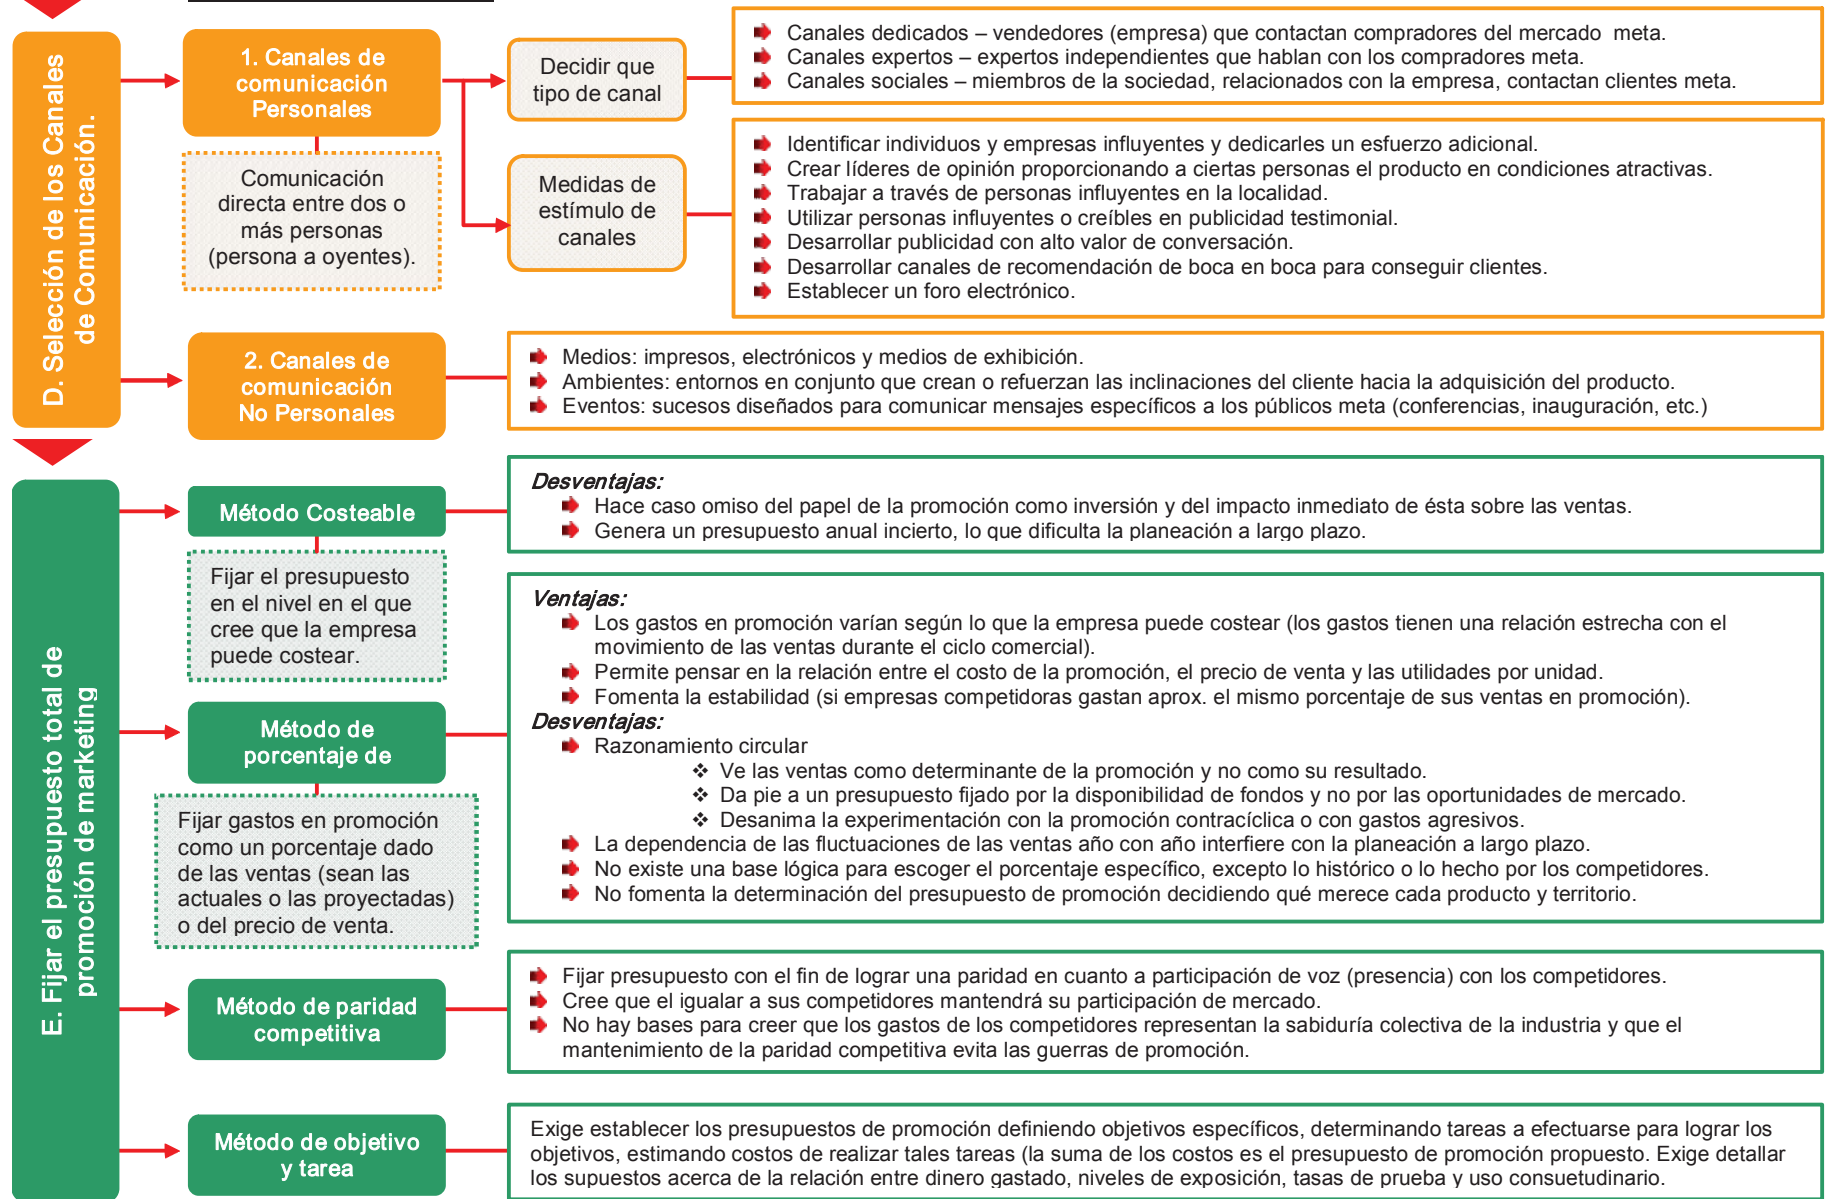 D. Selección de los Canales
de Comunicación.
1. Canales de
comunicación
Personales
Comunicación
directa entre dos o
más personas
(persona a oyentes).
Decidir que
tipo de canal
Canales dedicados – vendedores (empresa) que contactan compradores del mercado meta.
Canales expertos – expertos independientes que hablan con los compradores meta.
Canales sociales – miembros de la sociedad, relacionados con la empresa, contactan clientes meta.
Medidas de
estímulo de
canales
Identificar individuos y empresas influyentes y dedicarles un esfuerzo adicional.
Crear líderes de opinión proporcionando a ciertas personas el producto en condiciones atractivas.
Trabajar a través de personas influyentes en la localidad.
Utilizar personas influyentes o creíbles en publicidad testimonial.
Desarrollar publicidad con alto valor de conversación.
Desarrollar canales de recomendación de boca en boca para conseguir clientes.
Establecer un foro electrónico.
2. Canales de
comunicación
No Personales
Medios: impresos, electrónicos y medios de exhibición.
Ambientes: entornos en conjunto que crean o refuerzan las inclinaciones del cliente hacia la adquisición del producto.
Eventos: sucesos diseñados para comunicar mensajes específicos a los públicos meta (conferencias, inauguración, etc.)
E. Fijar el presupuesto total de
promoción de marketing
Método Costeable
Fijar el presupuesto
en el nivel en el que
cree que la empresa
puede costear.
Desventajas:
Hace caso omiso del papel de la promoción como inversión y del impacto inmediato de ésta sobre las ventas.
Genera un presupuesto anual incierto, lo que dificulta la planeación a largo plazo.
Método de
porcentaje de
Fijar gastos en promoción
como un porcentaje dado
de las ventas (sean las
actuales o las proyectadas)
o del precio de venta.
Ventajas:
Los gastos en promoción varían según lo que la empresa puede costear (los gastos tienen una relación estrecha con el
movimiento de las ventas durante el ciclo comercial).
Permite pensar en la relación entre el costo de la promoción, el precio de venta y las utilidades por unidad.
Fomenta la estabilidad (si empresas competidoras gastan aprox. el mismo porcentaje de sus ventas en promoción).
Desventajas:
Razonamiento circular
❖ Ve las ventas como determinante de la promoción y no como su resultado.
❖ Da pie a un presupuesto fijado por la disponibilidad de fondos y no por las oportunidades de mercado.
❖ Desanima la experimentación con la promoción contracíclica o con gastos agresivos.
La dependencia de las fluctuaciones de las ventas año con año interfiere con la planeación a largo plazo.
No existe una base lógica para escoger el porcentaje específico, excepto lo histórico o lo hecho por los competidores.
No fomenta la determinación del presupuesto de promoción decidiendo qué merece cada producto y territorio.
Método de paridad
competitiva
Fijar presupuesto con el fin de lograr una paridad en cuanto a participación de voz (presencia) con los competidores.
Cree que el igualar a sus competidores mantendrá su participación de mercado.
No hay bases para creer que los gastos de los competidores representan la sabiduría colectiva de la industria y que el
mantenimiento de la paridad competitiva evita las guerras de promoción.
Método de objetivo
y tarea
Exige establecer los presupuestos de promoción definiendo objetivos específicos, determinando tareas a efectuarse para lograr los
objetivos, estimando costos de realizar tales tareas (la suma de los costos es el presupuesto de promoción propuesto. Exige detallar
los supuestos acerca de la relación entre dinero gastado, niveles de exposición, tasas de prueba y uso consuetudinario.